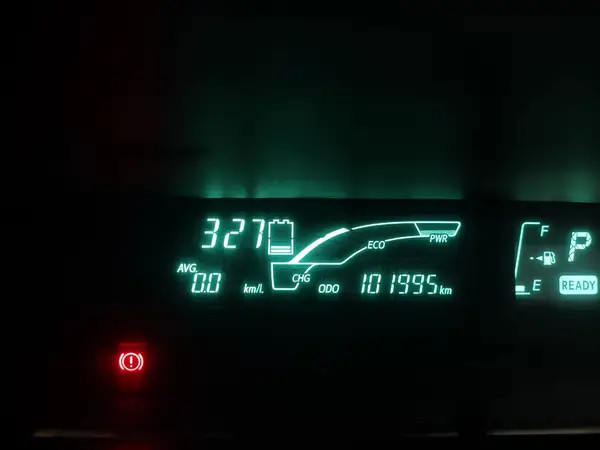 327
PWR
ECO
AVG.
0.0 km/L
CHG
ODO 101995 km
F
P
E
READY